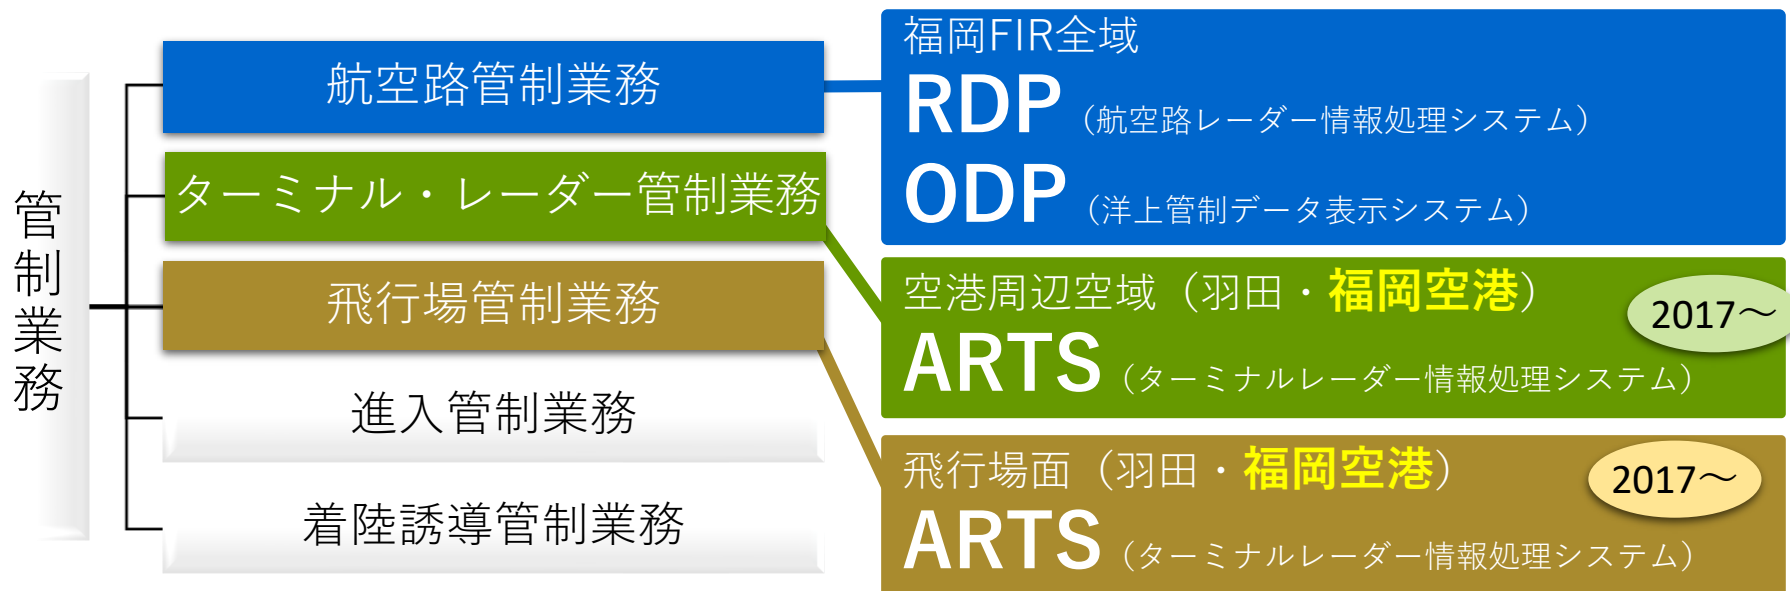 管制業務
航空路管制業務
ターミナル・レーダー管制業務
飛行場管制業務
進入管制業務
着陸誘導管制業務
福岡FIR全域
RDP（航空路レーダー情報処理システム）
ODP（洋上管制データ表示システム）
空港周辺空域（羽田・福岡空港）
2017～
ARTS（ターミナルレーダー情報処理システム）
飛行場面（羽田・福岡空港）
2017～
ARTS（ターミナルレーダー情報処理システム）